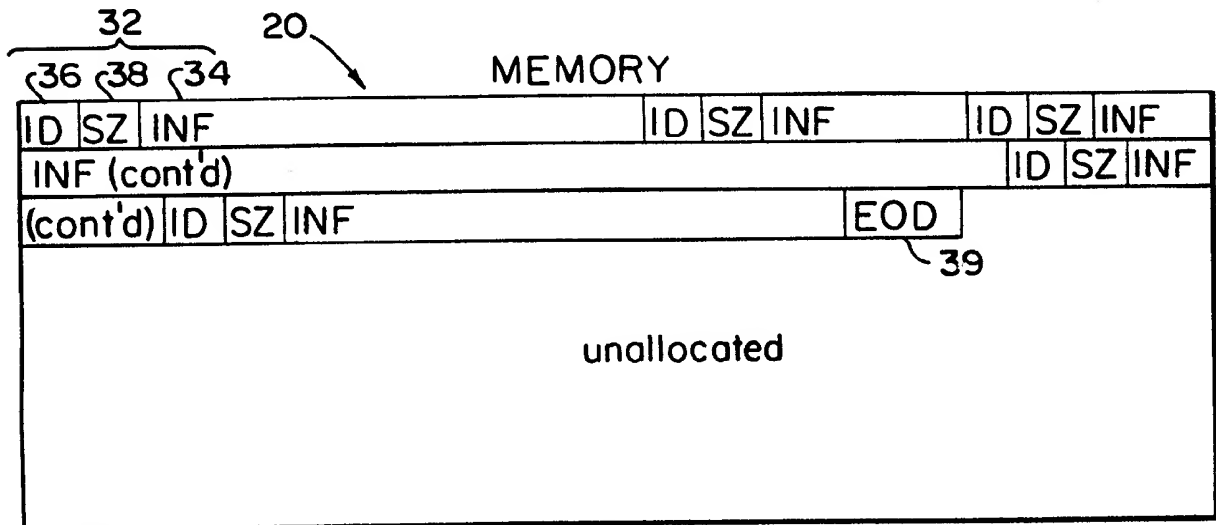 32 20
36 38 34 MEMORY
ID SZ INF ID SZ INF ID SZ INF
INF (cont'd) ID SZ INF
(cont'd) ID SZ INF EOD
39
unallocated